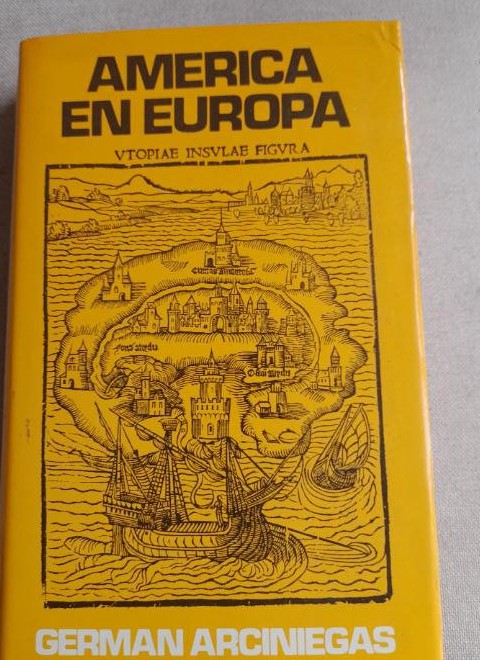 AMERICA
EN EUROPA
VTOPIAE INSVLAE FIGVRA
GERMAN ARCINIEGAS